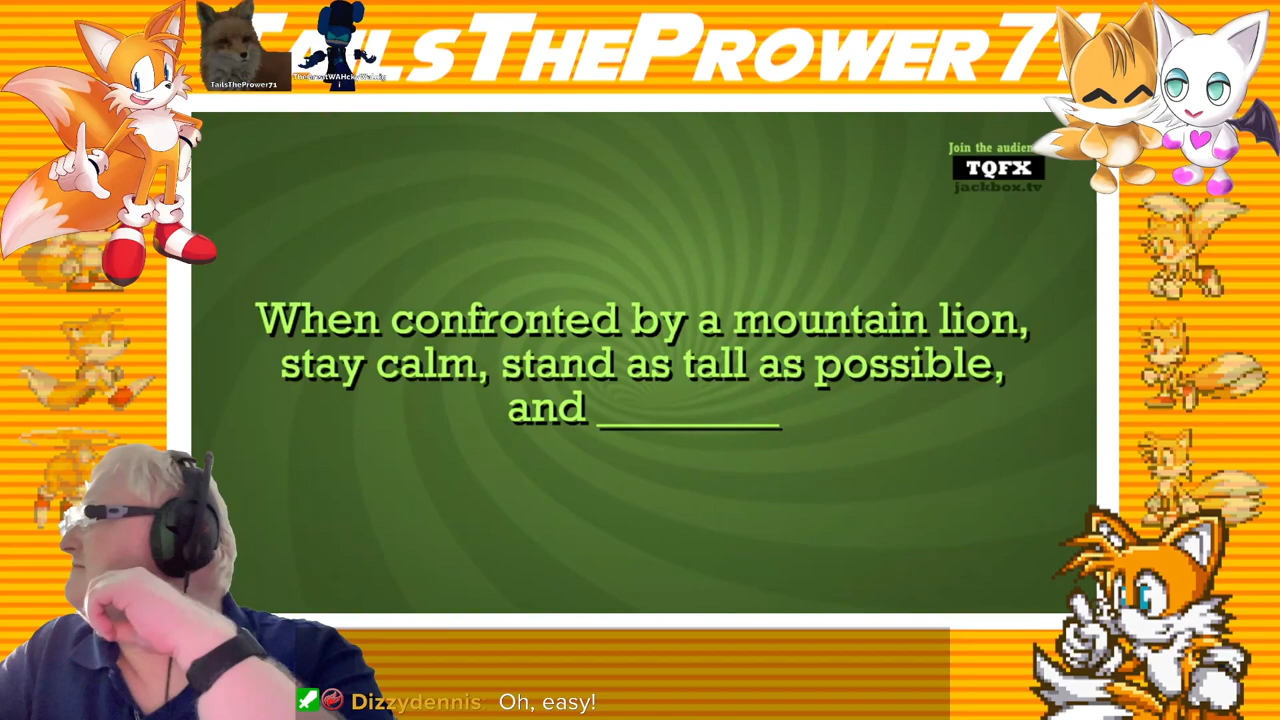 TAILSTHEPROWER71
TailsThePrower71
Join the audien
TQFX
jackbox.tv
When confronted by a mountain lion,
stay calm, stand as tall as possible,
and
Dizzydennis Oh, easy!